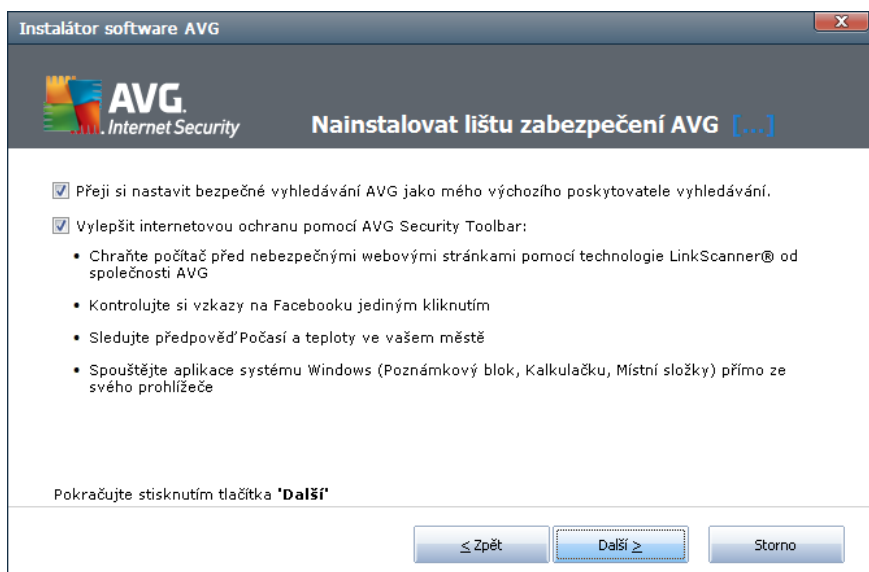 Instalátor software AVG
X
AVG.
Internet Security
Nainstalovat lištu zabezpečení AVG [...]
Přeji si nastavit bezpečné vyhledávání AVG jako mého výchozího poskytovatele vyhledávání.
Vylepšit internetovou ochranu pomocí AVG Security Toolbar:
• Chraňte počítač před nebezpečnými webovými stránkami pomocí technologie LinkScanner® od
společnosti AVG
• Kontrolujte si vzkazy na Facebooku jediným kliknutím
• Sledujte předpověď Počasí a teploty ve vašem městě
• Spouštějte aplikace systému Windows (Poznámkový blok, Kalkulačku, Místní složky) přímo ze
svého prohlížeče
Pokračujte stisknutím tlačítka 'Další'
< Zpět
Další >
Storno